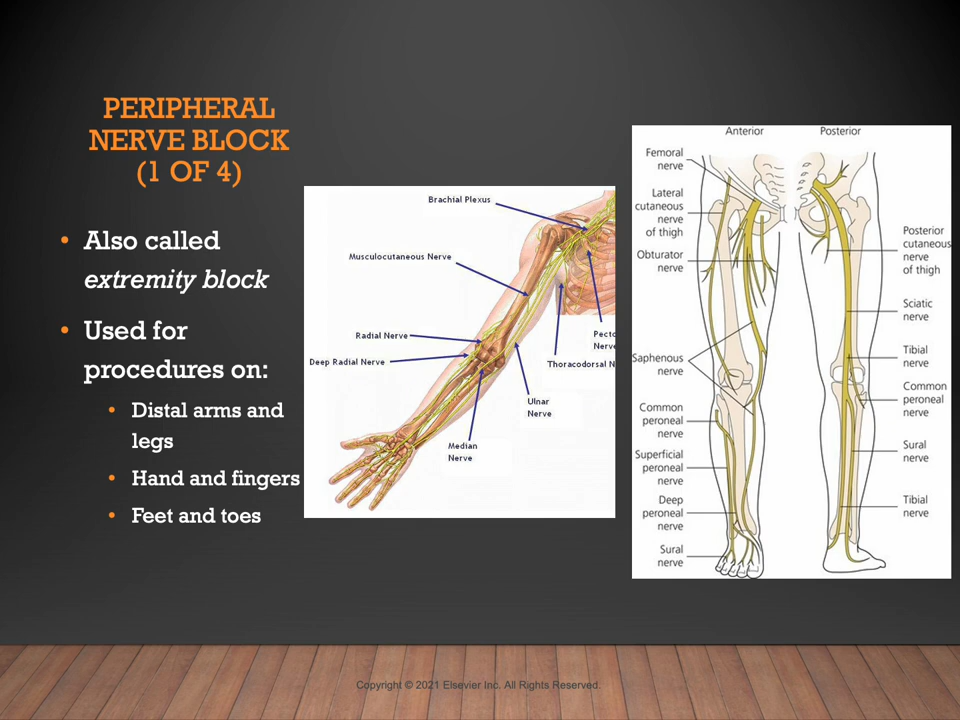 PERIPHERAL
NERVE BLOCK
(1 OF 4)
• Also called
extremity block
• Used for
procedures on:
• Distal arms and
legs
• Hand and fingers
• Feet and toes
Brachial Plexus
Musculocutaneous Nerve
Radial Nerve
Deep Radial Nerve
Pecto
Nerve
Thoracodorsal N
Ulnar
Nerve
Median
Nerve
Anterior
Posterior
Femoral
nerve
Lateral
cutaneous
nerve
of thigh
Obturator
nerve
Saphenous
nerve
Common
peroneal
nerve
Superficial
peroneal
nerve
Deep
peroneal
nerve
Sural
nerve
Posterior
cutaneous
nerve
of thigh
Sciatic
nerve
Tibial
nerve
Common
peroneal
nerve
Sural
nerve
Tibial
nerve
Copyright © 2021 Elsevier Inc. All Rights Reserved.